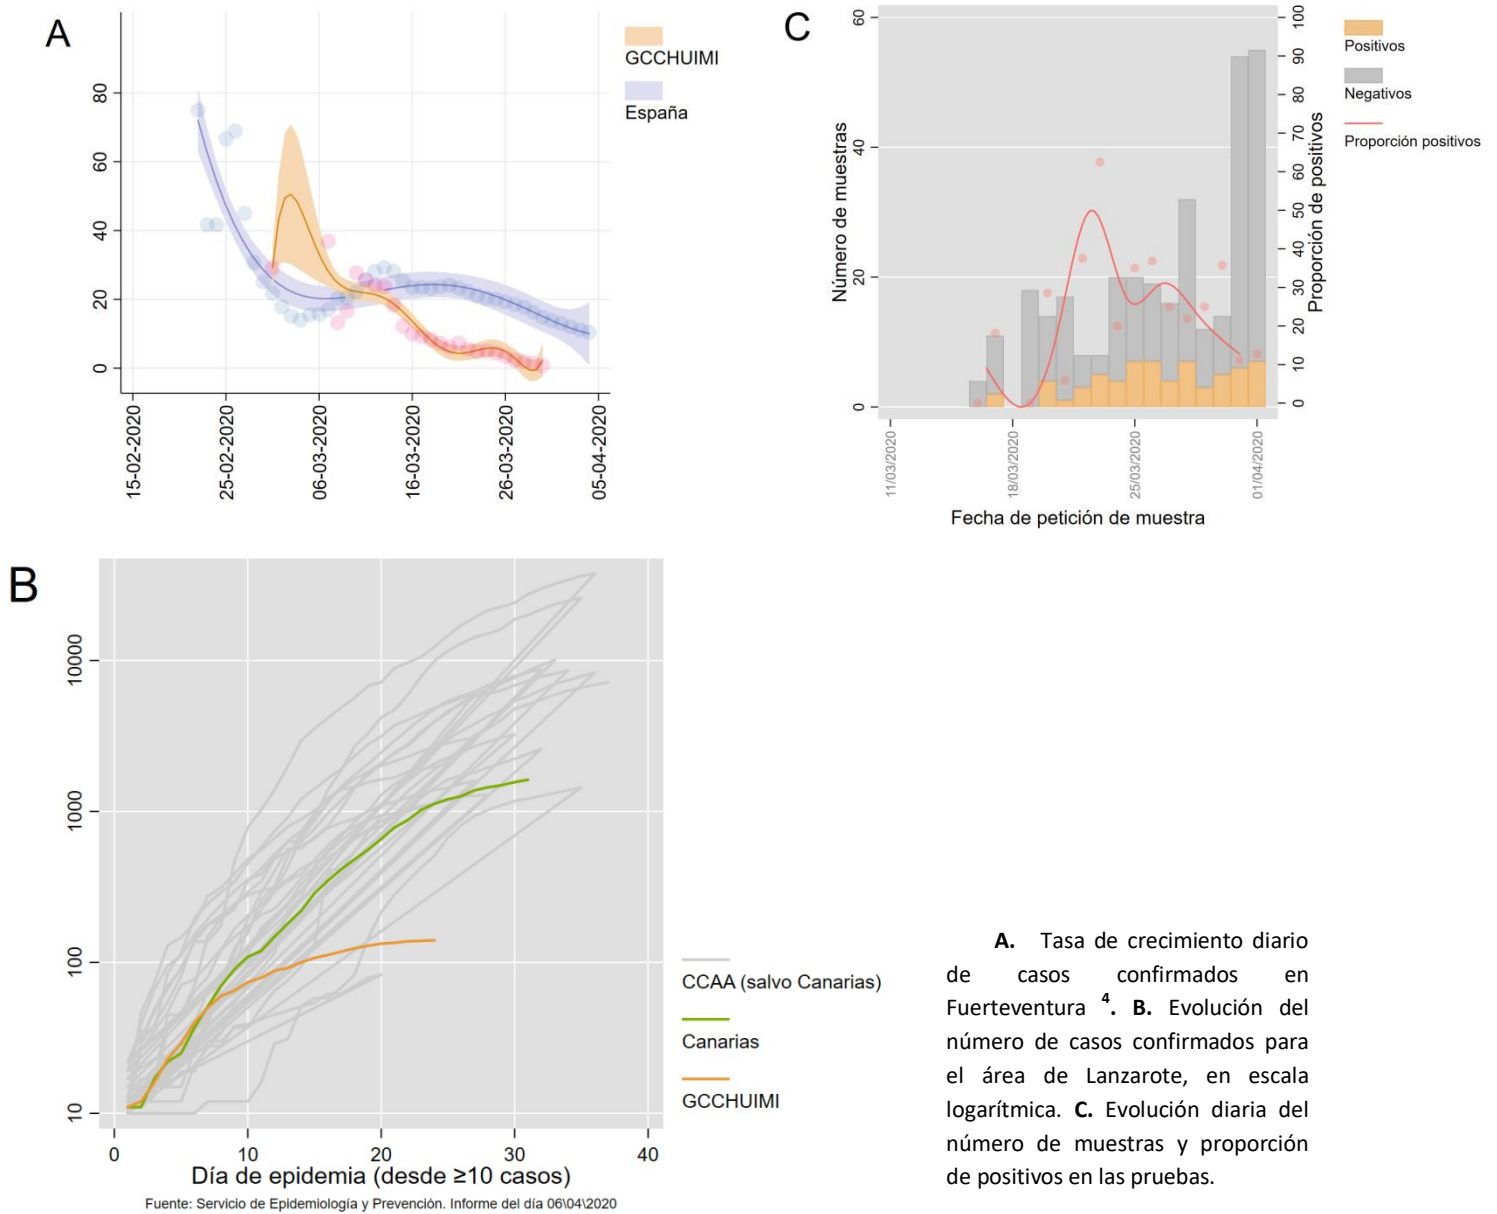 A
GCCHUIMI
España
80
60
40
20
0
15-02-2020
25-02-2020
06-03-2020
16-03-2020
26-03-2020
05-04-2020
C
Número de muestras
60
40
20
0
100
90
80
70
60
50
40
30
20
10
0
Proporción de positivos
Positivos
Negativos
Proporción positivos
11/03/2020
18/03/2020
25/03/2020
01/04/2020
Fecha de petición de muestra
B
10000
1000
100
10
0
10
20
30
40
Día de epidemia (desde ≥10 casos)
Fuente: Servicio de Epidemiología y Prevención. Informe del día 06\04\2020
CCAA (salvo Canarias)
Canarias
GCCHUIMI
A. Tasa de crecimiento diario
de casos confirmados en
Fuerteventura ⁴. B. Evolución del
número de casos confirmados para
el área de Lanzarote, en escala
logarítmica. C. Evolución diaria del
número de muestras y proporción
de positivos en las pruebas.